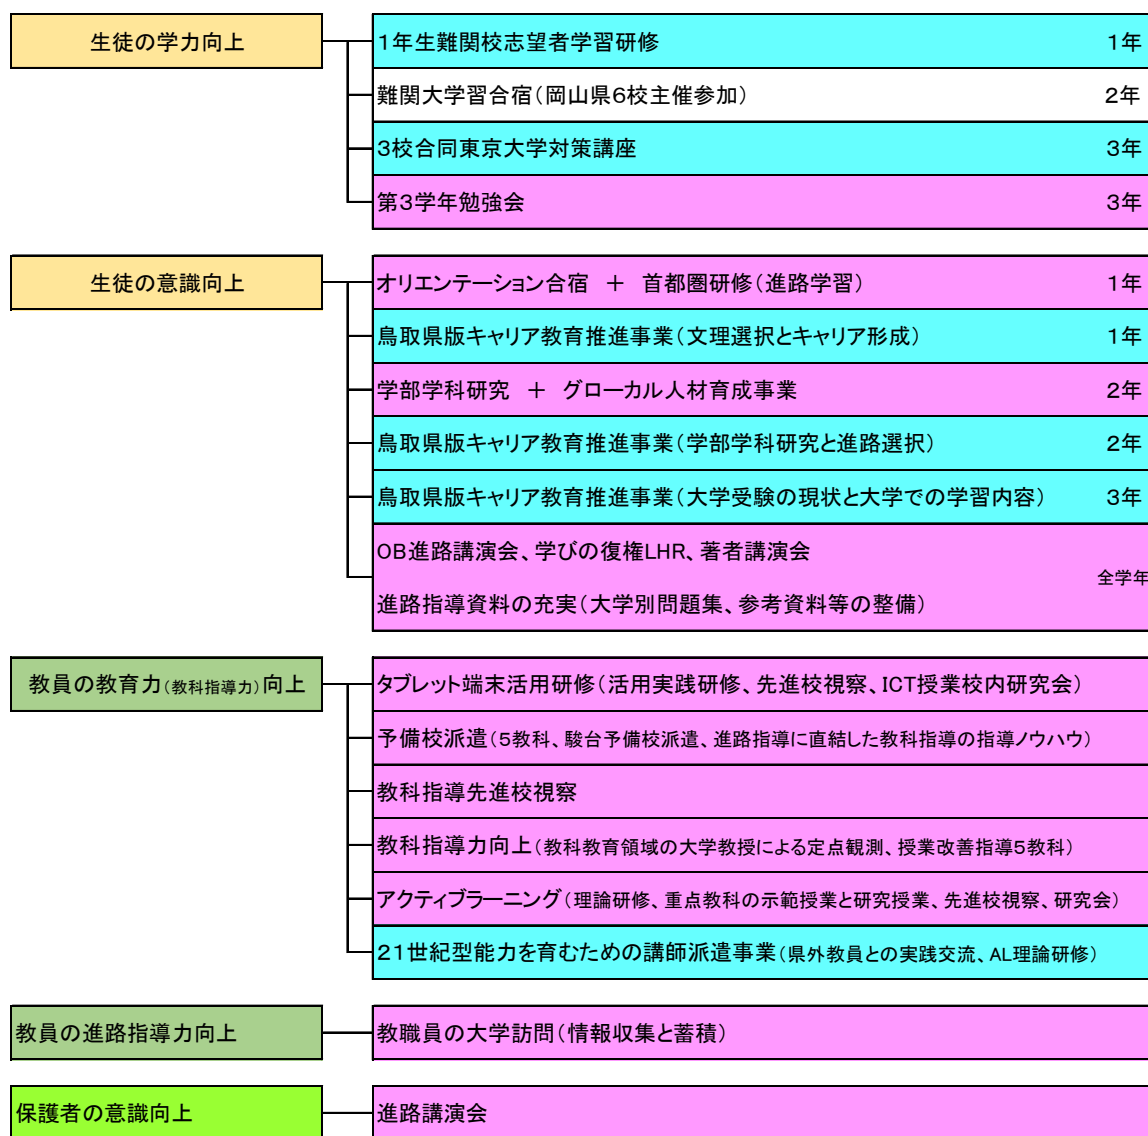 生徒の学力向上
1年生難関校志望者学習研修 1年
難関大学習合宿(岡山県6校主催参加) 2年
3校合同東京大学対策講座 3年
第3学年勉強会 3年
生徒の意識向上
オリエンテーション合宿 + 首都圏研修(進路学習) 1年
鳥取県版キャリア教育推進事業(文理選択とキャリア形成) 1年
学部学科研究 + グローカル人材育成事業 2年
鳥取県版キャリア教育推進事業(学部学科研究と進路選択) 2年
鳥取県版キャリア教育推進事業(大学受験の現状と大学での学習内容) 3年
OB進路講演会、学びの復権LHR、著者講演会
全学年
進路指導資料の充実(大学別問題集、参考資料等の整備)
教員の教育力(教科指導力)向上
タブレット端末活用研修(活用実践研修、先進校視察、ICT授業校内研究会)
予備校派遣(5教科、駿台予備校派遣、進路指導に直結した教科指導の指導ノウハウ)
教科指導先進校視察
教科指導力向上(教科教育領域の大学教授による定点観測、授業改善指導5教科)
アクティブラーニング(理論研修、重点教科の示範授業と研究授業、先進校視察、研究会)
21世紀型能力を育むための講師派遣事業(県外教員との実践交流、AL理論研修)
教員の進路指導力向上
教職員の大学訪問(情報収集と蓄積)
保護者の意識向上
進路講演会